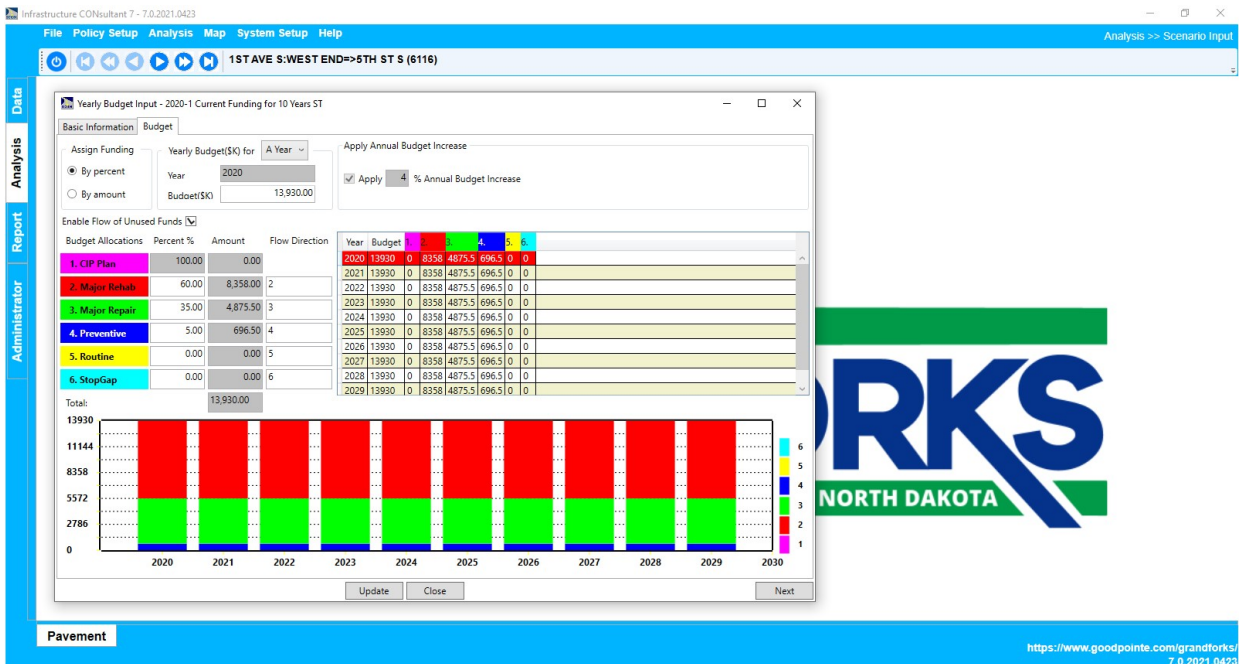 Infrastructure CONsultant 7 - 7.0.2021.0423
File Policy Setup Analysis Map System Setup Help
Analysis >> Scenario Input
1ST AVE S:WEST END=>5TH ST S (6116)
Data
Analysis
Report
Administrator
Yearly Budget Input - 2020-1 Current Funding for 10 Years ST
Basic Information Budget
Assign Funding
By percent
By amount
Yearly Budget($K) for A Year
Year 2020
Budget($K) 13,930.00
Apply Annual Budget Increase
Apply 4 % Annual Budget Increase
Enable Flow of Unused Funds
Budget Allocations Percent % Amount Flow Direction
1. CIP Plan 100.00 0.00
2. Major Rehab 60.00 8,358.00 2
3. Major Repair 35.00 4,875.50 3
4. Preventive 5.00 696.50 4
5. Routine 0.00 0.00 5
6. StopGap 0.00 0.00 6
Total: 13,930.00
Year Budget 1. 2. 3. 4. 5. 6.
2020 13930 0 8358 4875.5 696.5 0 0
2021 13930 0 8358 4875.5 696.5 0 0
2022 13930 0 8358 4875.5 696.5 0 0
2023 13930 0 8358 4875.5 696.5 0 0
2024 13930 0 8358 4875.5 696.5 0 0
2025 13930 0 8358 4875.5 696.5 0 0
2026 13930 0 8358 4875.5 696.5 0 0
2027 13930 0 8358 4875.5 696.5 0 0
2028 13930 0 8358 4875.5 696.5 0 0
2029 13930 0 8358 4875.5 696.5 0 0
13930
11144
8358
5572
2786
0
2020 2021 2022 2023 2024 2025 2026 2027 2028 2029 2030
6
5
4
3
2
1
Update Close Next
RKS
NORTH DAKOTA
Pavement
https://www.goodpointe.com/grandforks/
7.0.2021.0423